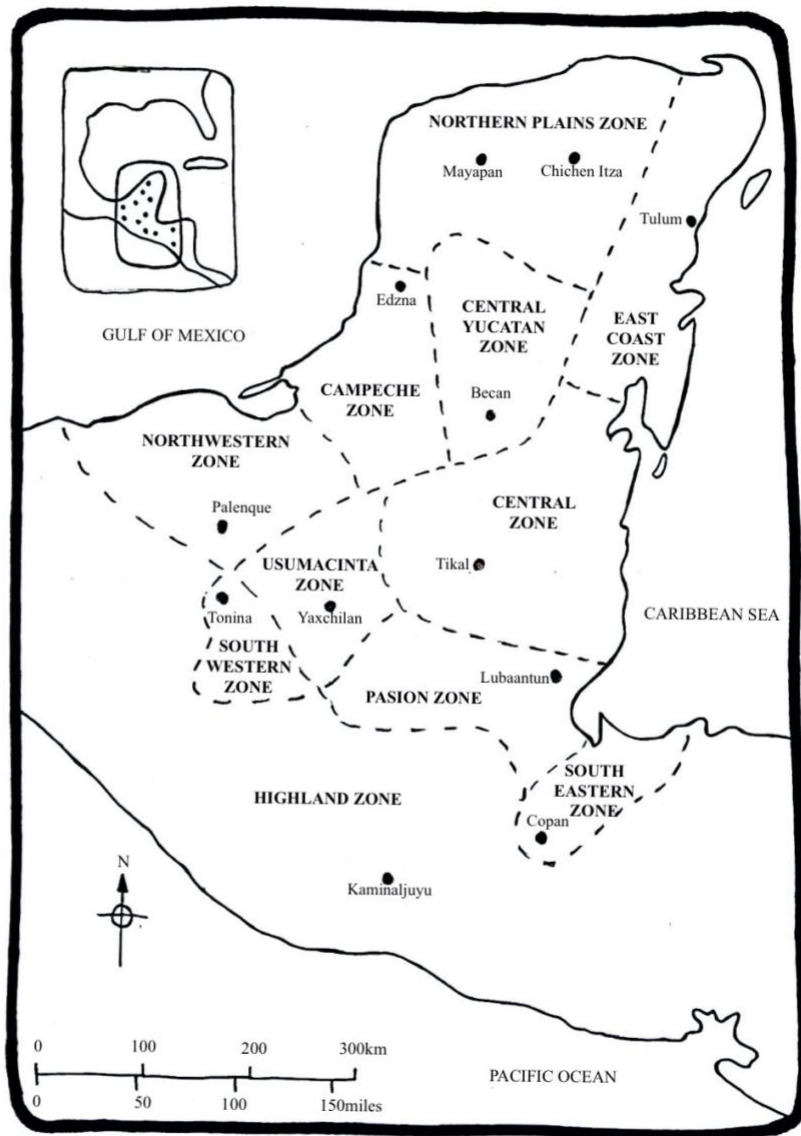 NORTHERN PLAINS ZONE
Mayapan
Chichen Itza
Tulum
Edzna
CENTRAL
YUCATAN
ZONE
EAST
COAST
ZONE
GULF OF MEXICO
CAMPECHE
ZONE
Becan
NORTHWESTERN
ZONE
Palenque
CENTRAL
ZONE
USUMACINTA
ZONE
Tikal
Tonina
Yaxchilan
CARIBBEAN SEA
SOUTH
WESTERN
ZONE
Lubaantun
PASION ZONE
SOUTH
EASTERN
ZONE
HIGHLAND ZONE
Copan
N
Kaminaljuyu
0 100 200 300km
0 50 100 150miles
PACIFIC OCEAN